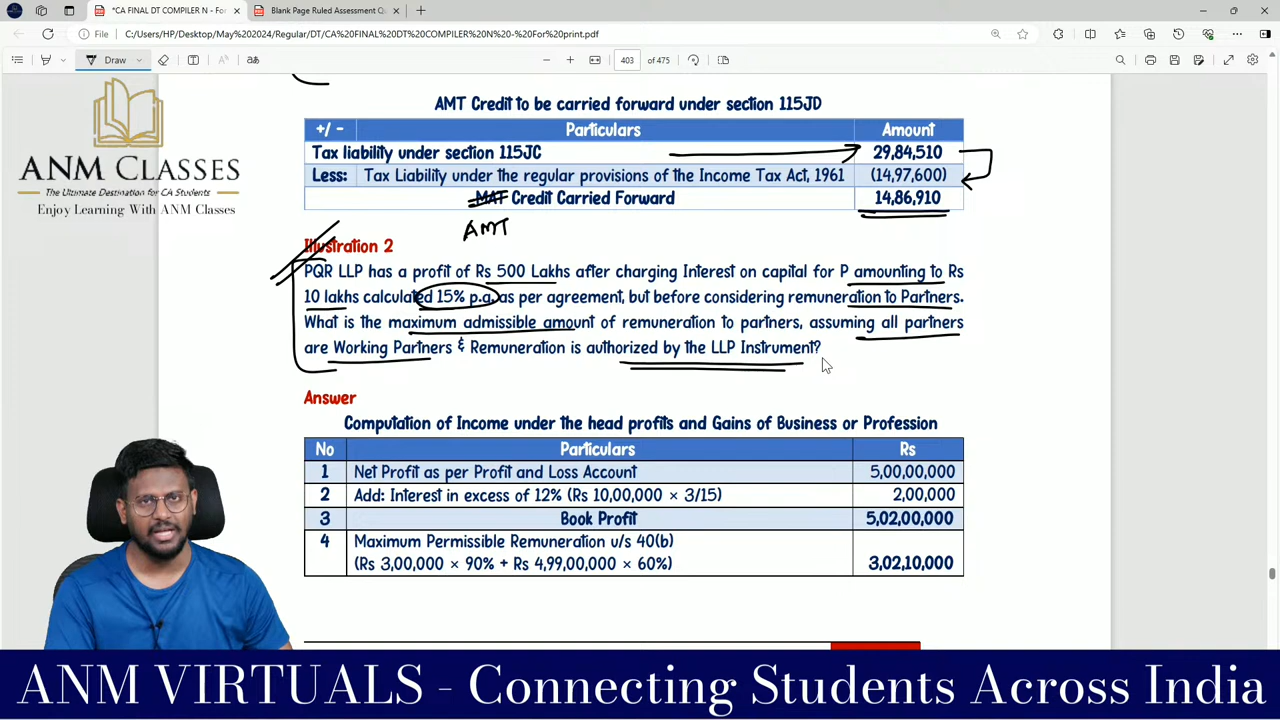 *CA FINAL DT COMPILER N - For
Blank Page Ruled Assessment Q
File
C:/Users/HP/Desktop/May%202024/Regular/DT/CA%20FINAL%20DT%20COMPILER%20N%20-%20For%20print.pdf
Draw
403 of 475
ANM CLASSES
The Ultimate Destination for CA Students
Enjoy Learning With ANM Classes
AMT Credit to be carried forward under section 115JD
+/ - Particulars Amount
Tax liability under section 115JC 29,84,510
Less: Tax Liability under the regular provisions of the Income Tax Act, 1961 (14,97,600)
MAT Credit Carried Forward 14,86,910
AMT
Illustration 2
PQR LLP has a profit of Rs 500 Lakhs after charging Interest on capital for P amounting to Rs
10 lakhs calculated 15% p.a. as per agreement, but before considering remuneration to Partners.
What is the maximum admissible amount of remuneration to partners, assuming all partners
are Working Partners & Remuneration is authorized by the LLP Instrument?
Answer
Computation of Income under the head profits and Gains of Business or Profession
No Particulars Rs
1 Net Profit as per Profit and Loss Account 5,00,00,000
2 Add: Interest in excess of 12% (Rs 10,00,000 × 3/15) 2,00,000
3 Book Profit 5,02,00,000
4 Maximum Permissible Remuneration u/s 40(b)
(Rs 3,00,000 × 90% + Rs 4,99,00,000 × 60%) 3,02,10,000
ANM VIRTUALS - Connecting Students Across India